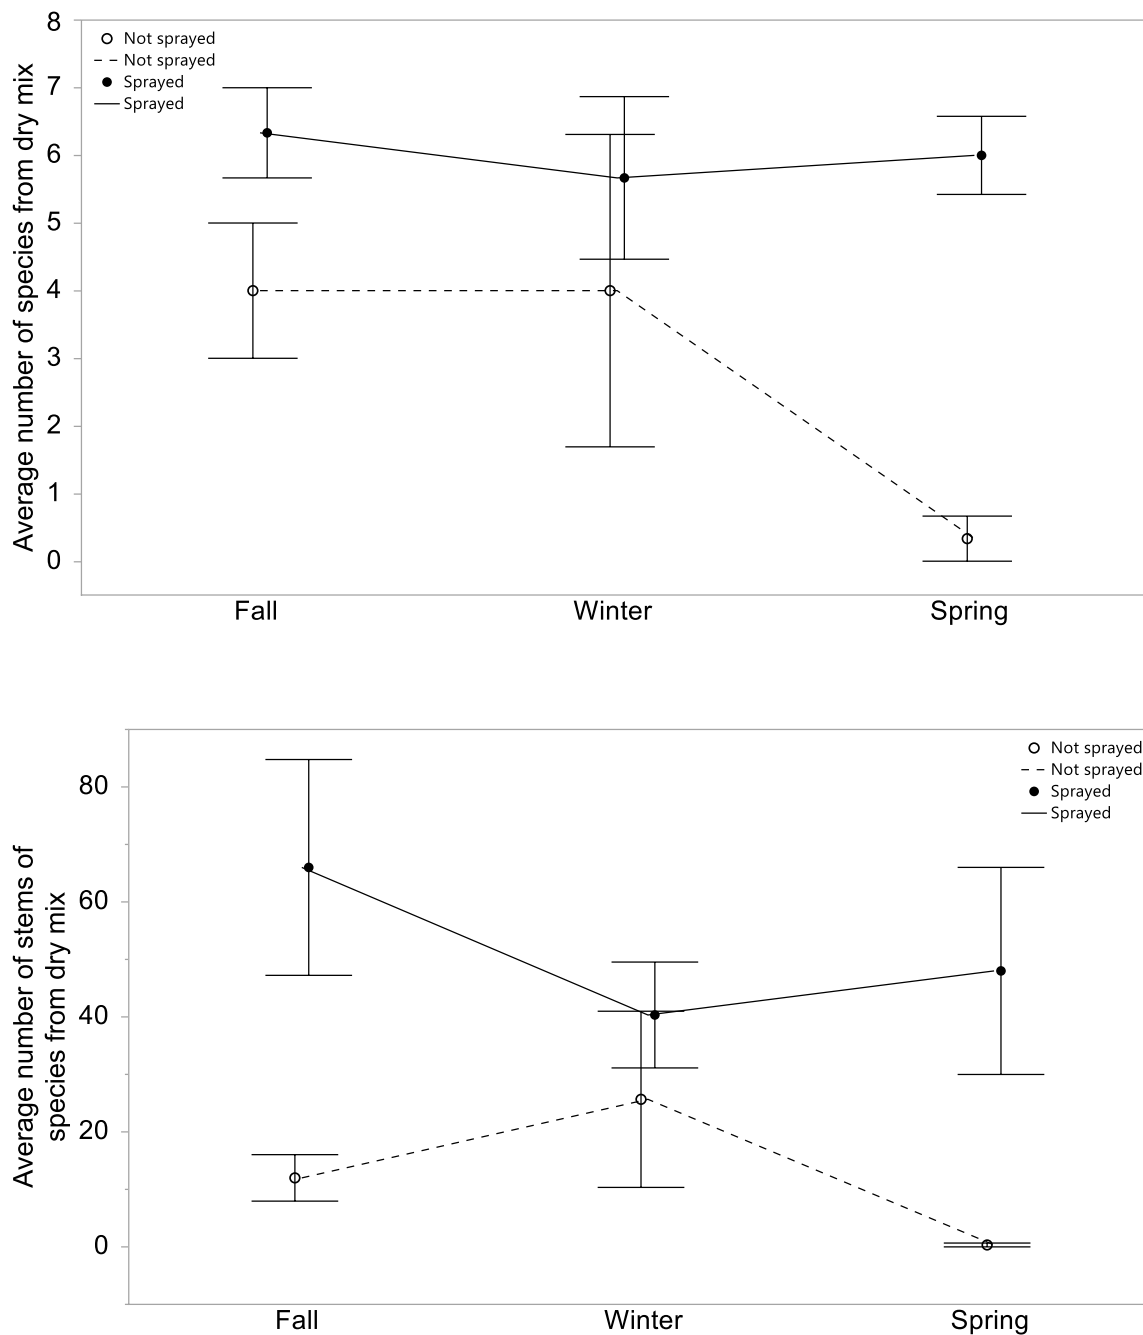 8
7
6
5
4
3
2
1
0
Average number of species from dry mix
Not sprayed
Not sprayed
Sprayed
Sprayed
Fall Winter Spring
80
60
40
20
0
Average number of stems of
species from dry mix
Not sprayed
Not sprayed
Sprayed
Sprayed
Fall Winter Spring